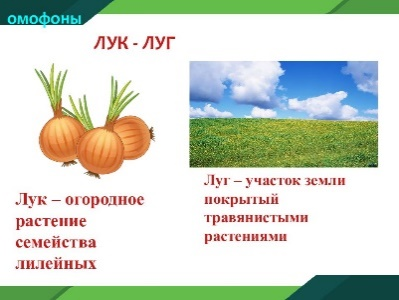 омофоны
ЛУК - ЛУГ
Лук – огородное
растение
семейства
лилейных
Луг – участок земли
покрытый
травянистыми
растениями